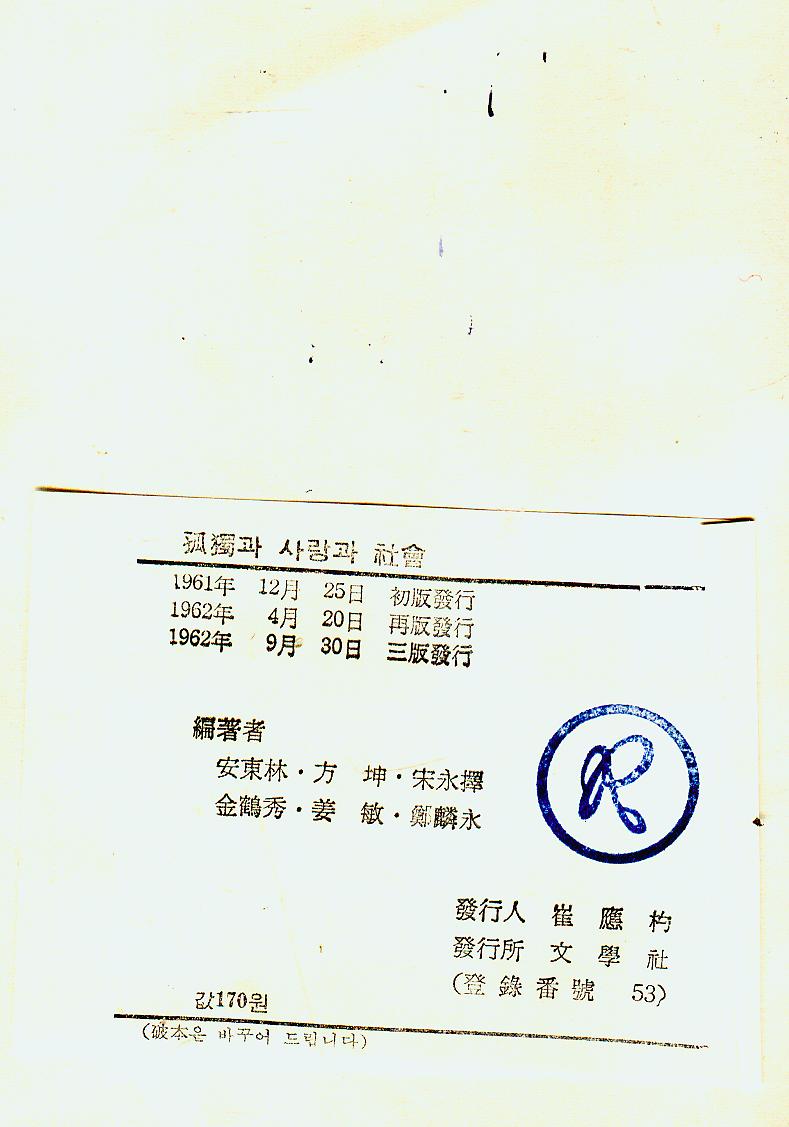 孤獨과 사랑과 社會
1961年 12月 25日 初版發行
1962年 4月 20日 再版發行
1962年 9月 30日 三版發行
編著者
安東林·方 坤·宋永擇
金鶴秀·姜 敏·鄭麟永
R
發行人 崔 應 杓
發行所 文 學 社
(登 錄 番 號 53)
값170원
(破本은 바꾸어 드립니다)